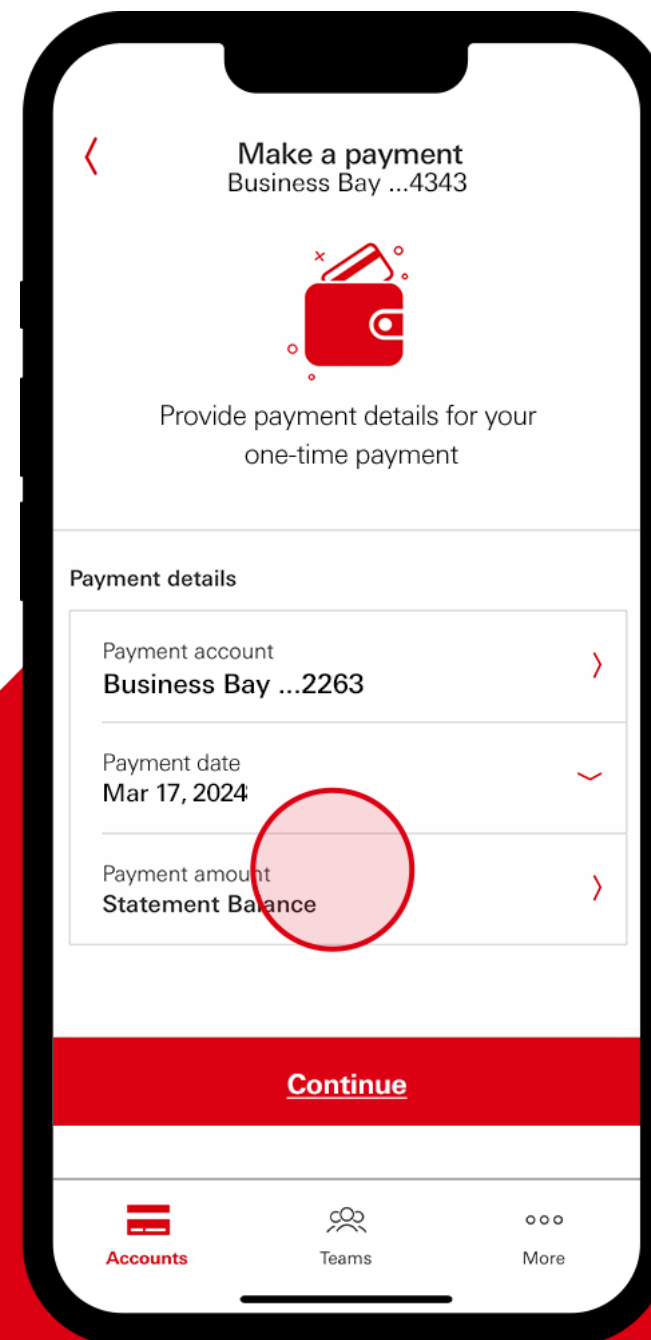 Make a payment
Business Bay ...4343
Provide payment details for your
one-time payment
Payment details
Payment account
Business Bay ...2263
Payment date
Mar 17, 2024
Payment amount
Statement Balance
Continue
Accounts
Teams
More